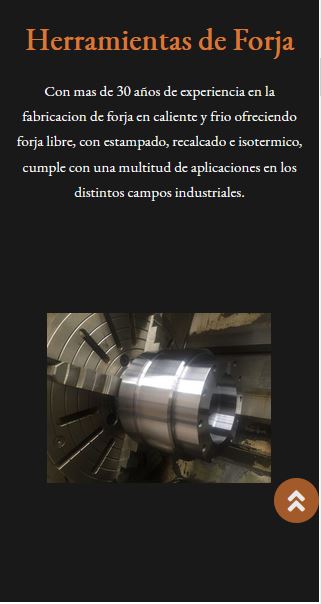 Herramientas de Forja
Con mas de 30 años de experiencia en la
fabricacion de forja en caliente y frio ofreciendo
forja libre, con estampado, recalcado e isotermico,
cumple con una multitud de aplicaciones en los
distintos campos industriales.